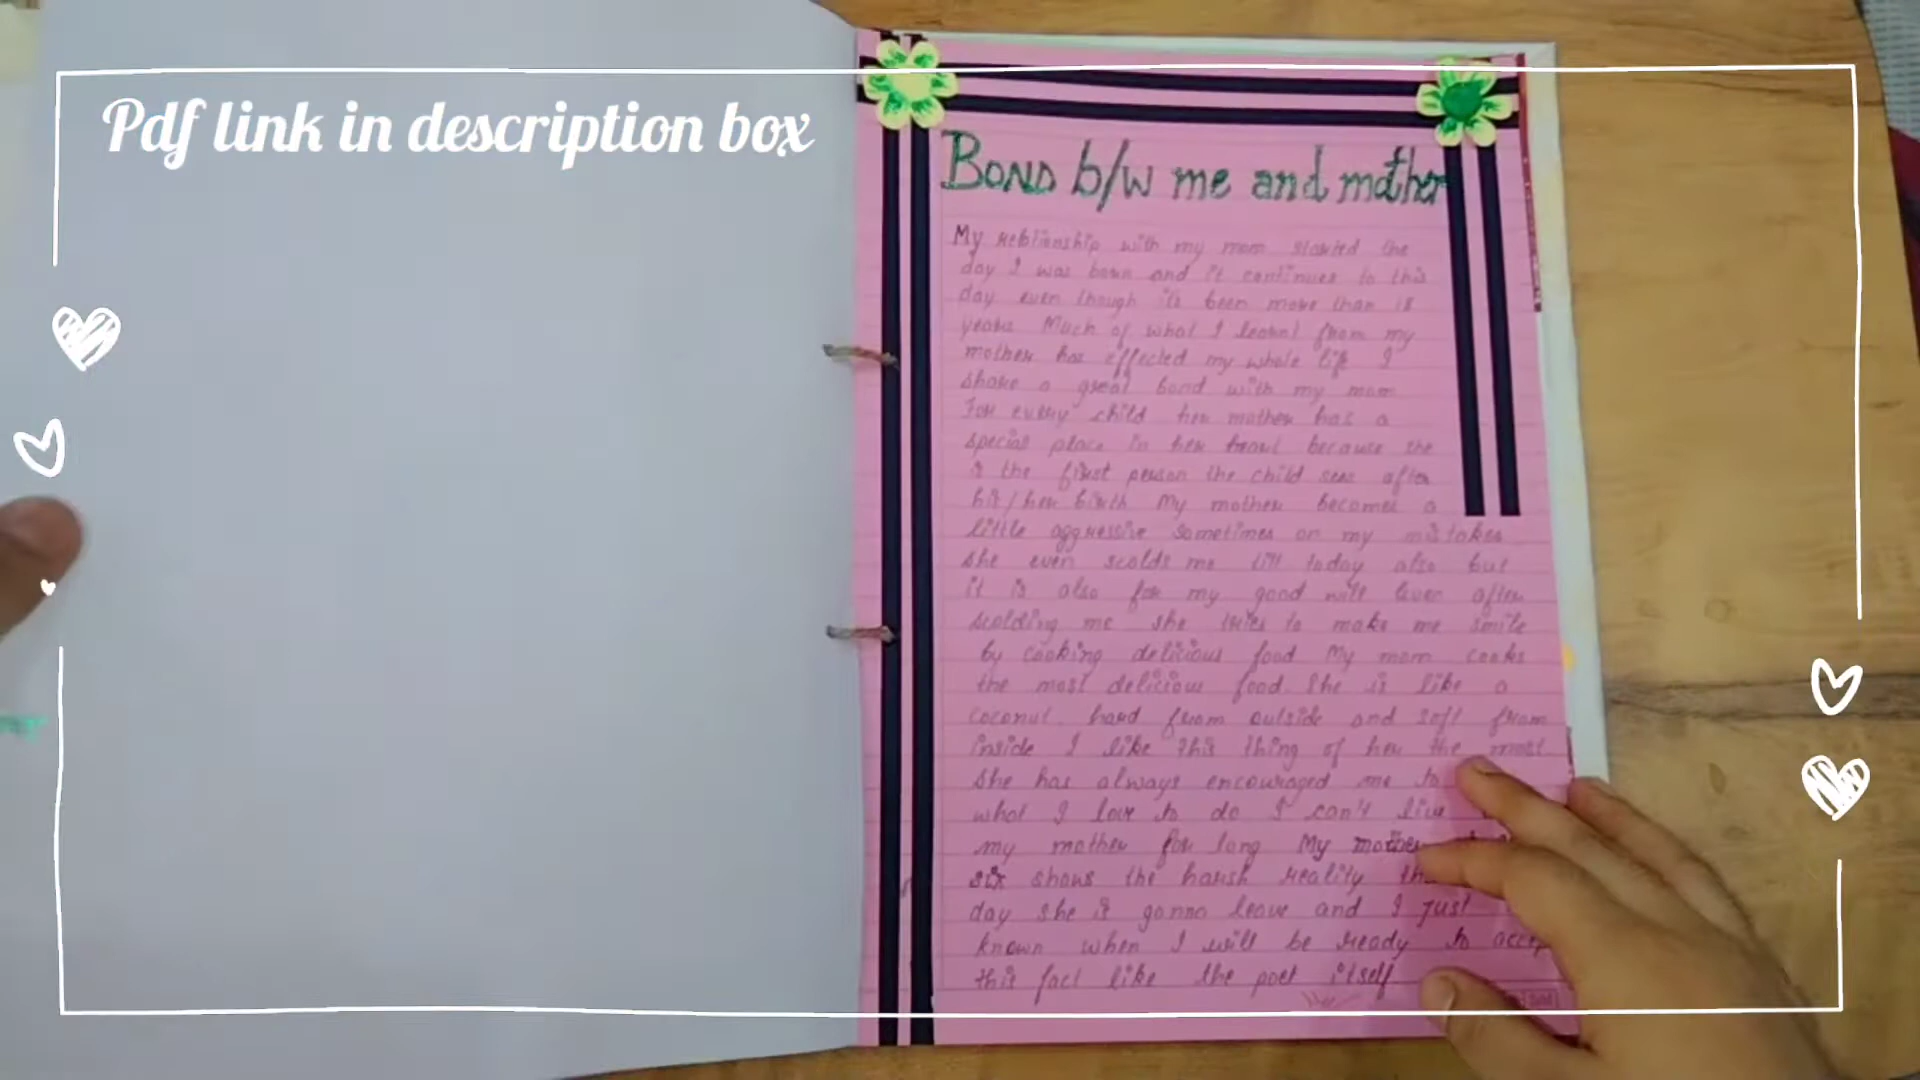 Pdf link in description box
BOND b/w me and mother
My relationship with my mom started the
day I was born and it continues to this
day even though its been more than 18
years Much of what I learnt from my
mother has effected my whole life I
share a great bond with my mom
For every child her mother has a
special place in her heart because she
is the first person the child sees after
his/her birth My mother becomes a
little aggressive sometimes on my mistakes
she even scolds me till today also but
it is also for my good will after
scolding me she tries to make me smile
by cooking delicious food My mom cooks
the most delicious food She is like a
coconut hard from outside and soft from
inside I like this thing of her the most
She has always encouraged me to
what I love to do I can't live
my mother for long My mother
six shows the harsh reality
day she is gonna leave and I just
known when I will be ready to
this fact like the poet itself